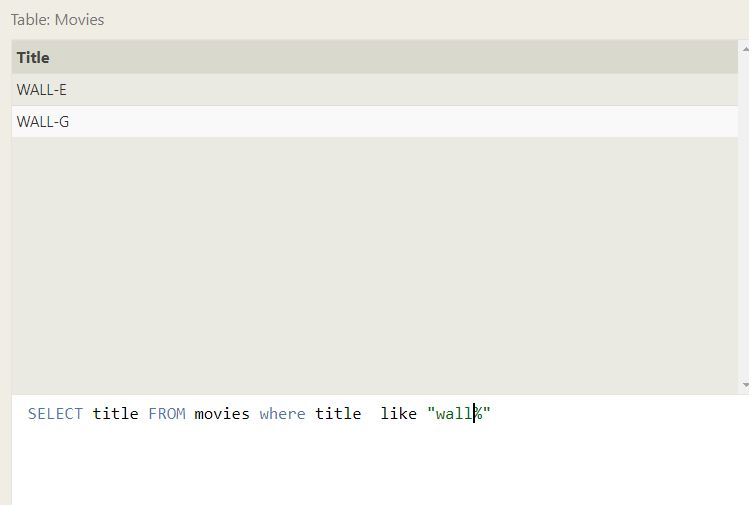 Table: Movies
Title
WALL-E
WALL-G
SELECT title FROM movies where title  like "wall%"